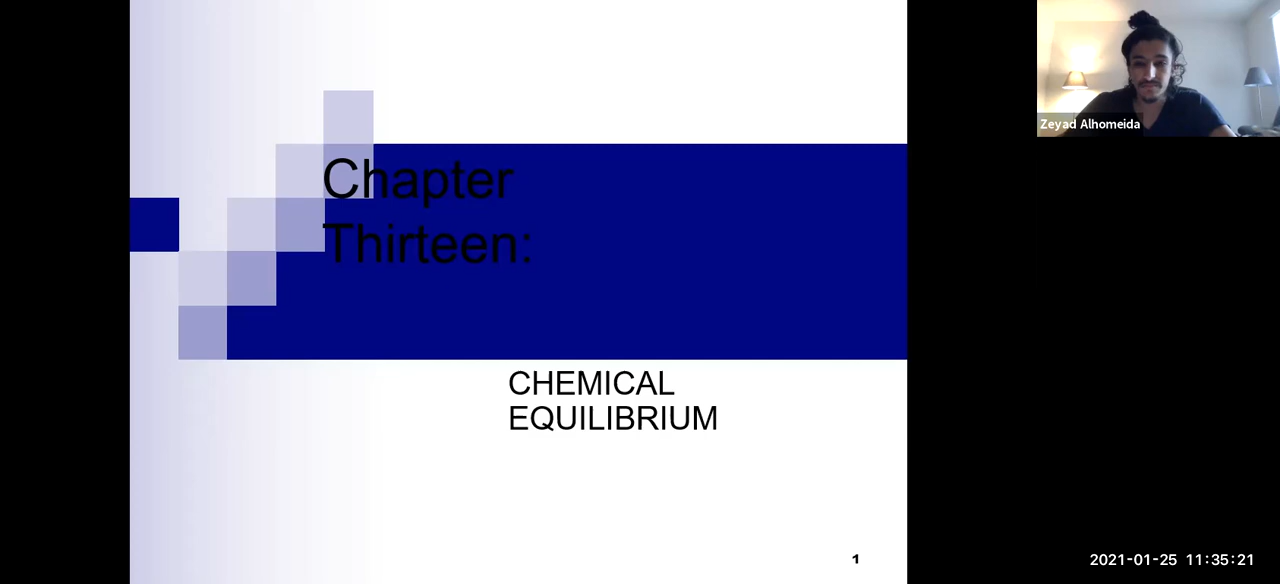 Chapter
Thirteen:
CHEMICAL
EQUILIBRIUM
1
Zeyad Alhomeida
2021-01-25 11:35:21